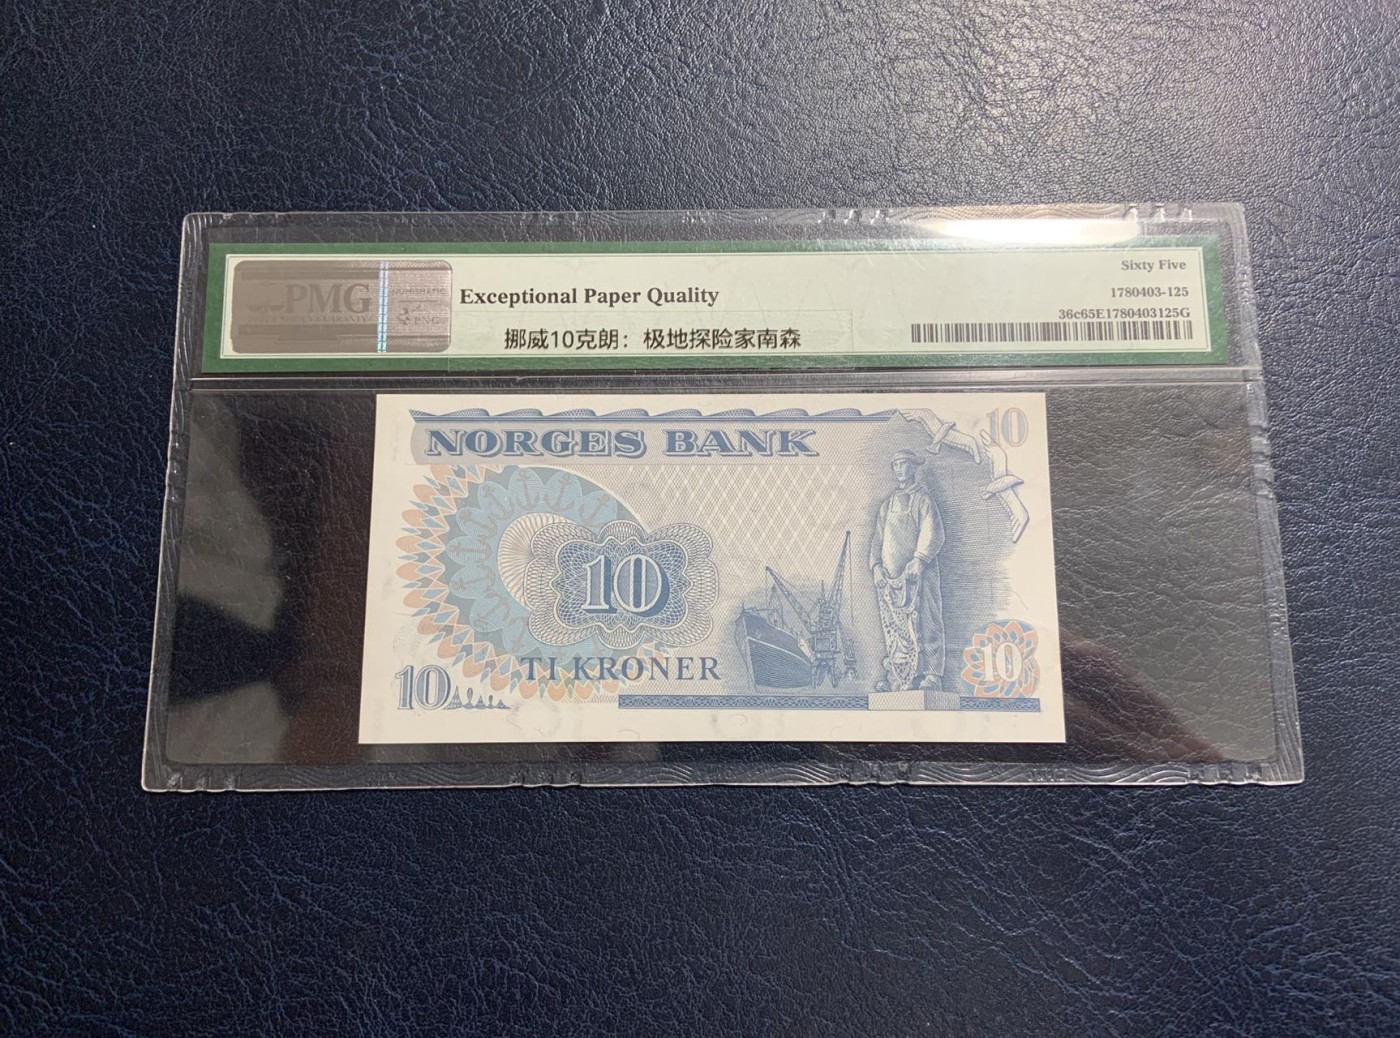 PMG
Sixty Five
Exceptional Paper Quality
1780403-125
36c65E1780403125G
挪威10克朗：极地探险家南森
NORGES BANK
10
10
TI KRONER
10
10